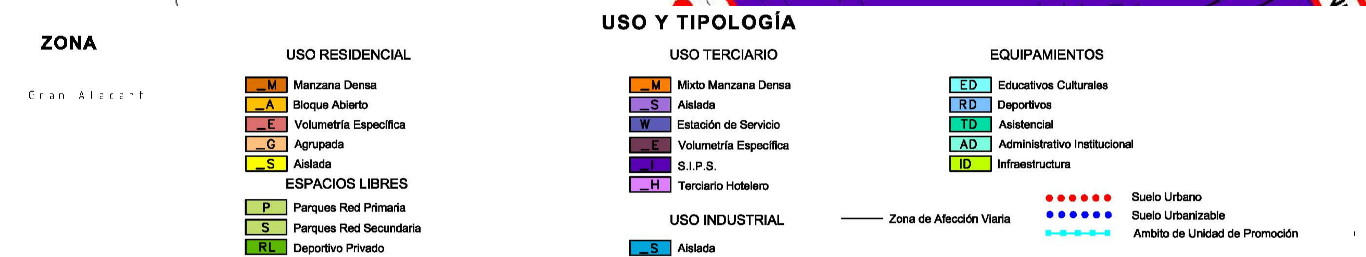 USO Y TIPOLOGÍA
ZONA
Gran Alacant
USO RESIDENCIAL
_M Manzana Densa
_A Bloque Abierto
_E Volumetría Específica
_G Agrupada
_S Aislada
ESPACIOS LIBRES
P Parques Red Primaria
S Parques Red Secundaria
RL Deportivo Privado
USO TERCIARIO
_M Mixto Manzana Densa
_S Aislada
W Estación de Servicio
_E Volumetría Específica
_I S.I.P.S.
_H Terciario Hotelero
USO INDUSTRIAL
_S Aislada
EQUIPAMIENTOS
ED Educativos Culturales
RD Deportivos
TD Asistencial
AD Administrativo Institucional
ID Infraestructura
Zona de Afección Viaria
Suelo Urbano
Suelo Urbanizable
Ambito de Unidad de Promoción